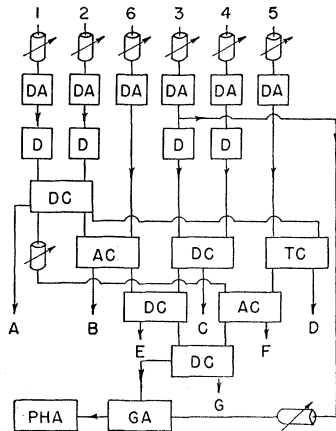 1 2 6 3 4 5
DA DA DA DA DA DA
D D D D
DC
AC DC TC
A B DC C AC D
E DC F
G
PHA GA